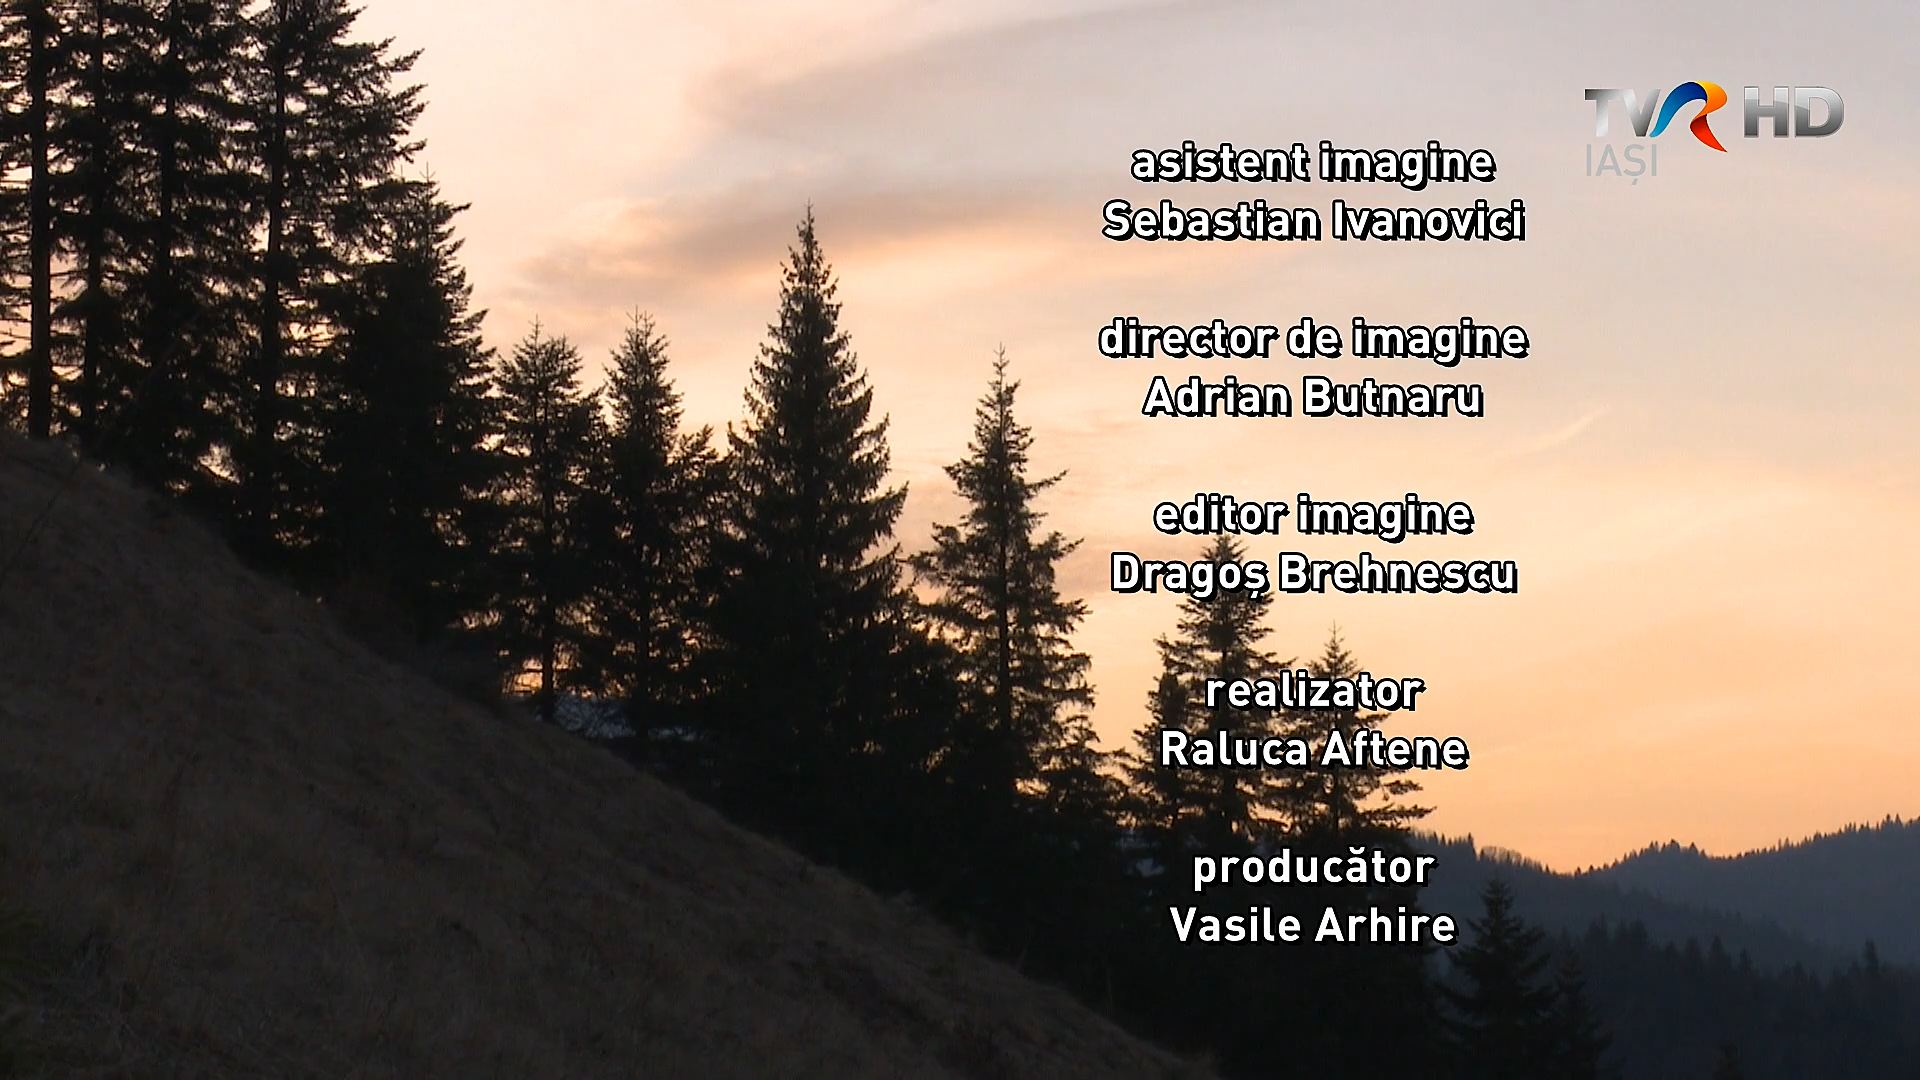 TVR HD
IAȘI
asistent imagine
Sebastian Ivanovici
director de imagine
Adrian Butnaru
editor imagine
Dragoș Brehnescu
realizator
Raluca Aftene
producător
Vasile Arhire